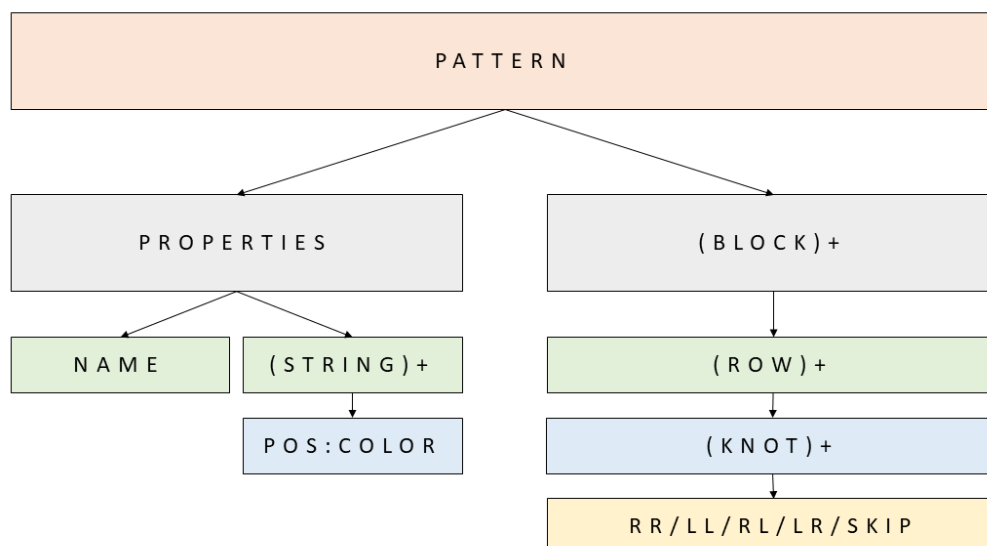 PATTERN
PROPERTIES
(BLOCK)+
NAME
(STRING)+
(ROW)+
POS:COLOR
(KNOT)+
RR/LL/RL/LR/SKIP